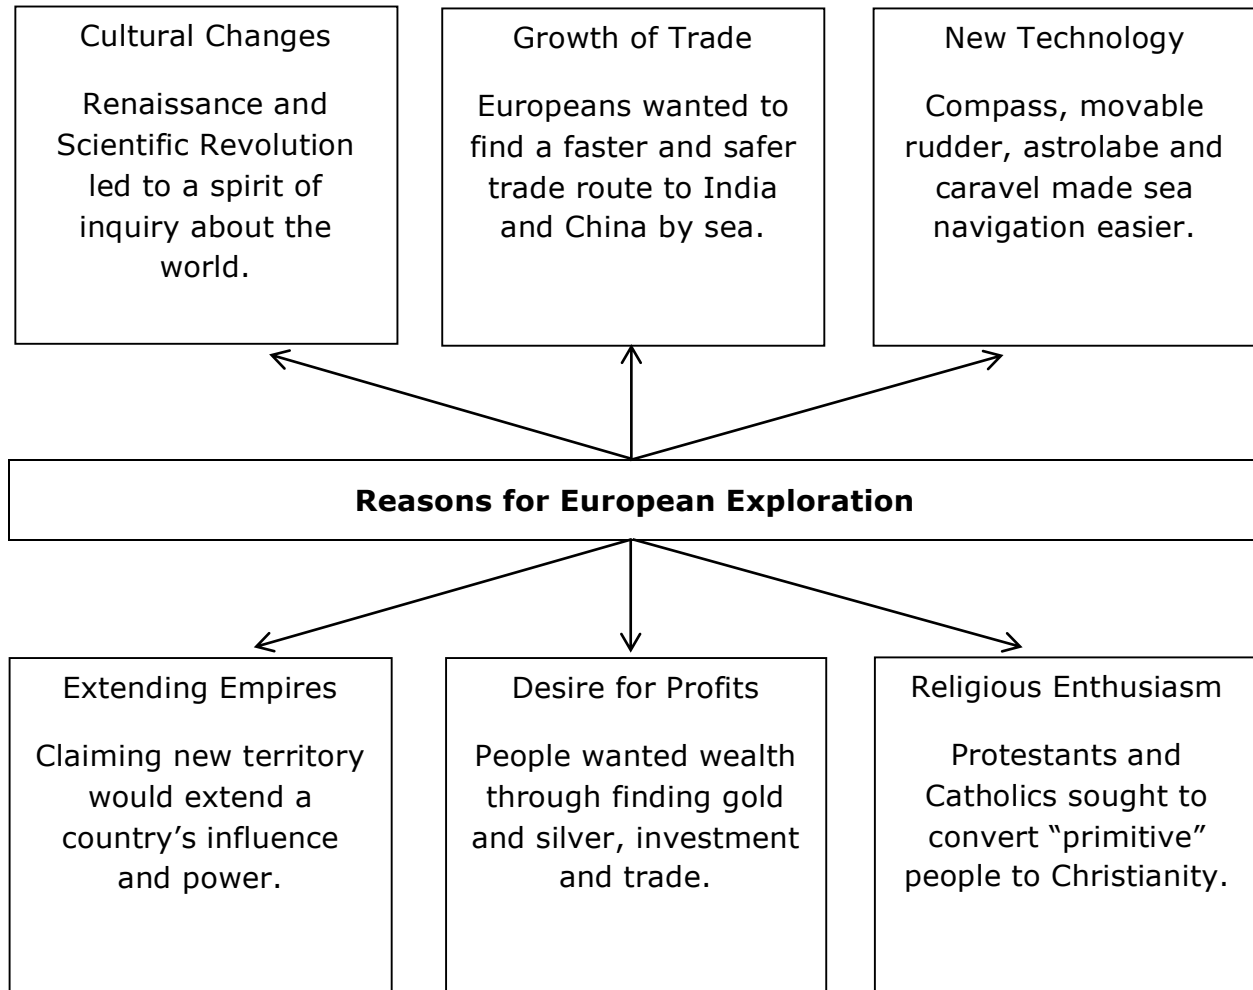 Cultural Changes
Renaissance and
Scientific Revolution
led to a spirit of
inquiry about the
world.
Growth of Trade
Europeans wanted to
find a faster and safer
trade route to India
and China by sea.
New Technology
Compass, movable
rudder, astrolabe and
caravel made sea
navigation easier.
Reasons for European Exploration
Extending Empires
Claiming new territory
would extend a
country’s influence
and power.
Desire for Profits
People wanted wealth
through finding gold
and silver, investment
and trade.
Religious Enthusiasm
Protestants and
Catholics sought to
convert “primitive”
people to Christianity.